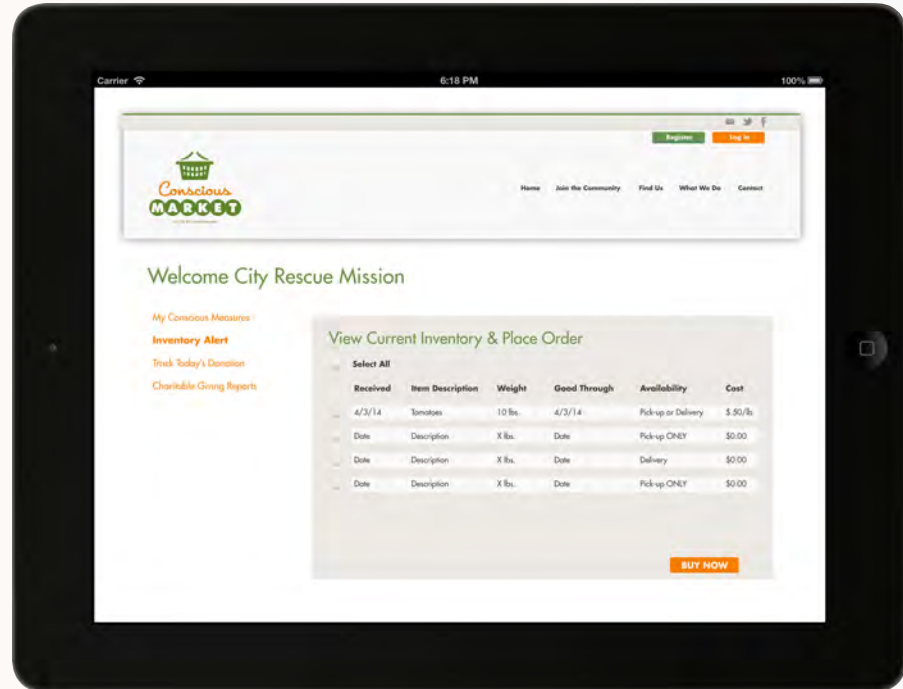 Carrier 6:18 PM 100%
Register Log in
Conscious
MARKET
Home Join the Community Find Us What We Do Contact
Welcome City Rescue Mission
My Conscious Measures
Inventory Alert
Track Today's Donation
Charitable Giving Reports
View Current Inventory & Place Order
Select All
Received Item Description Weight Good Through Availability Cost
4/3/14 Tomatoes 10 lbs. 4/3/14 Pick-up or Delivery $.50/lb
Date Description X lbs. Date Pick-up ONLY $0.00
Date Description X lbs. Date Delivery $0.00
Date Description X lbs. Date Pick-up ONLY $0.00
BUY NOW